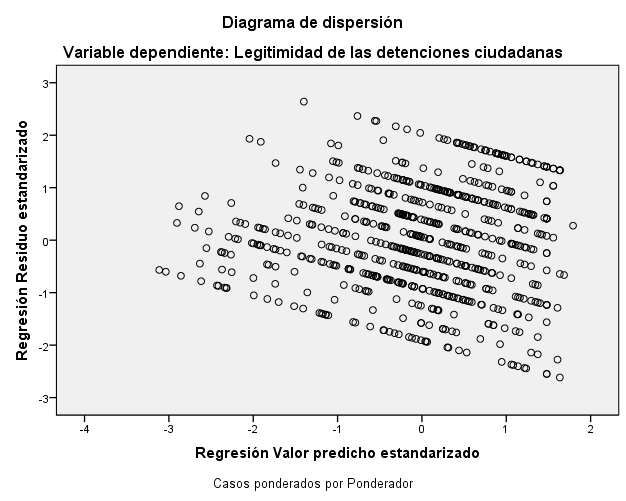 Diagrama de dispersión
Variable dependiente: Legitimidad de las detenciones ciudadanas
Regresión Residuo estandarizado
3
2
1
0
-1
-2
-3
-4
-3
-2
-1
0
1
2
Regresión Valor predicho estandarizado
Casos ponderados por Ponderador